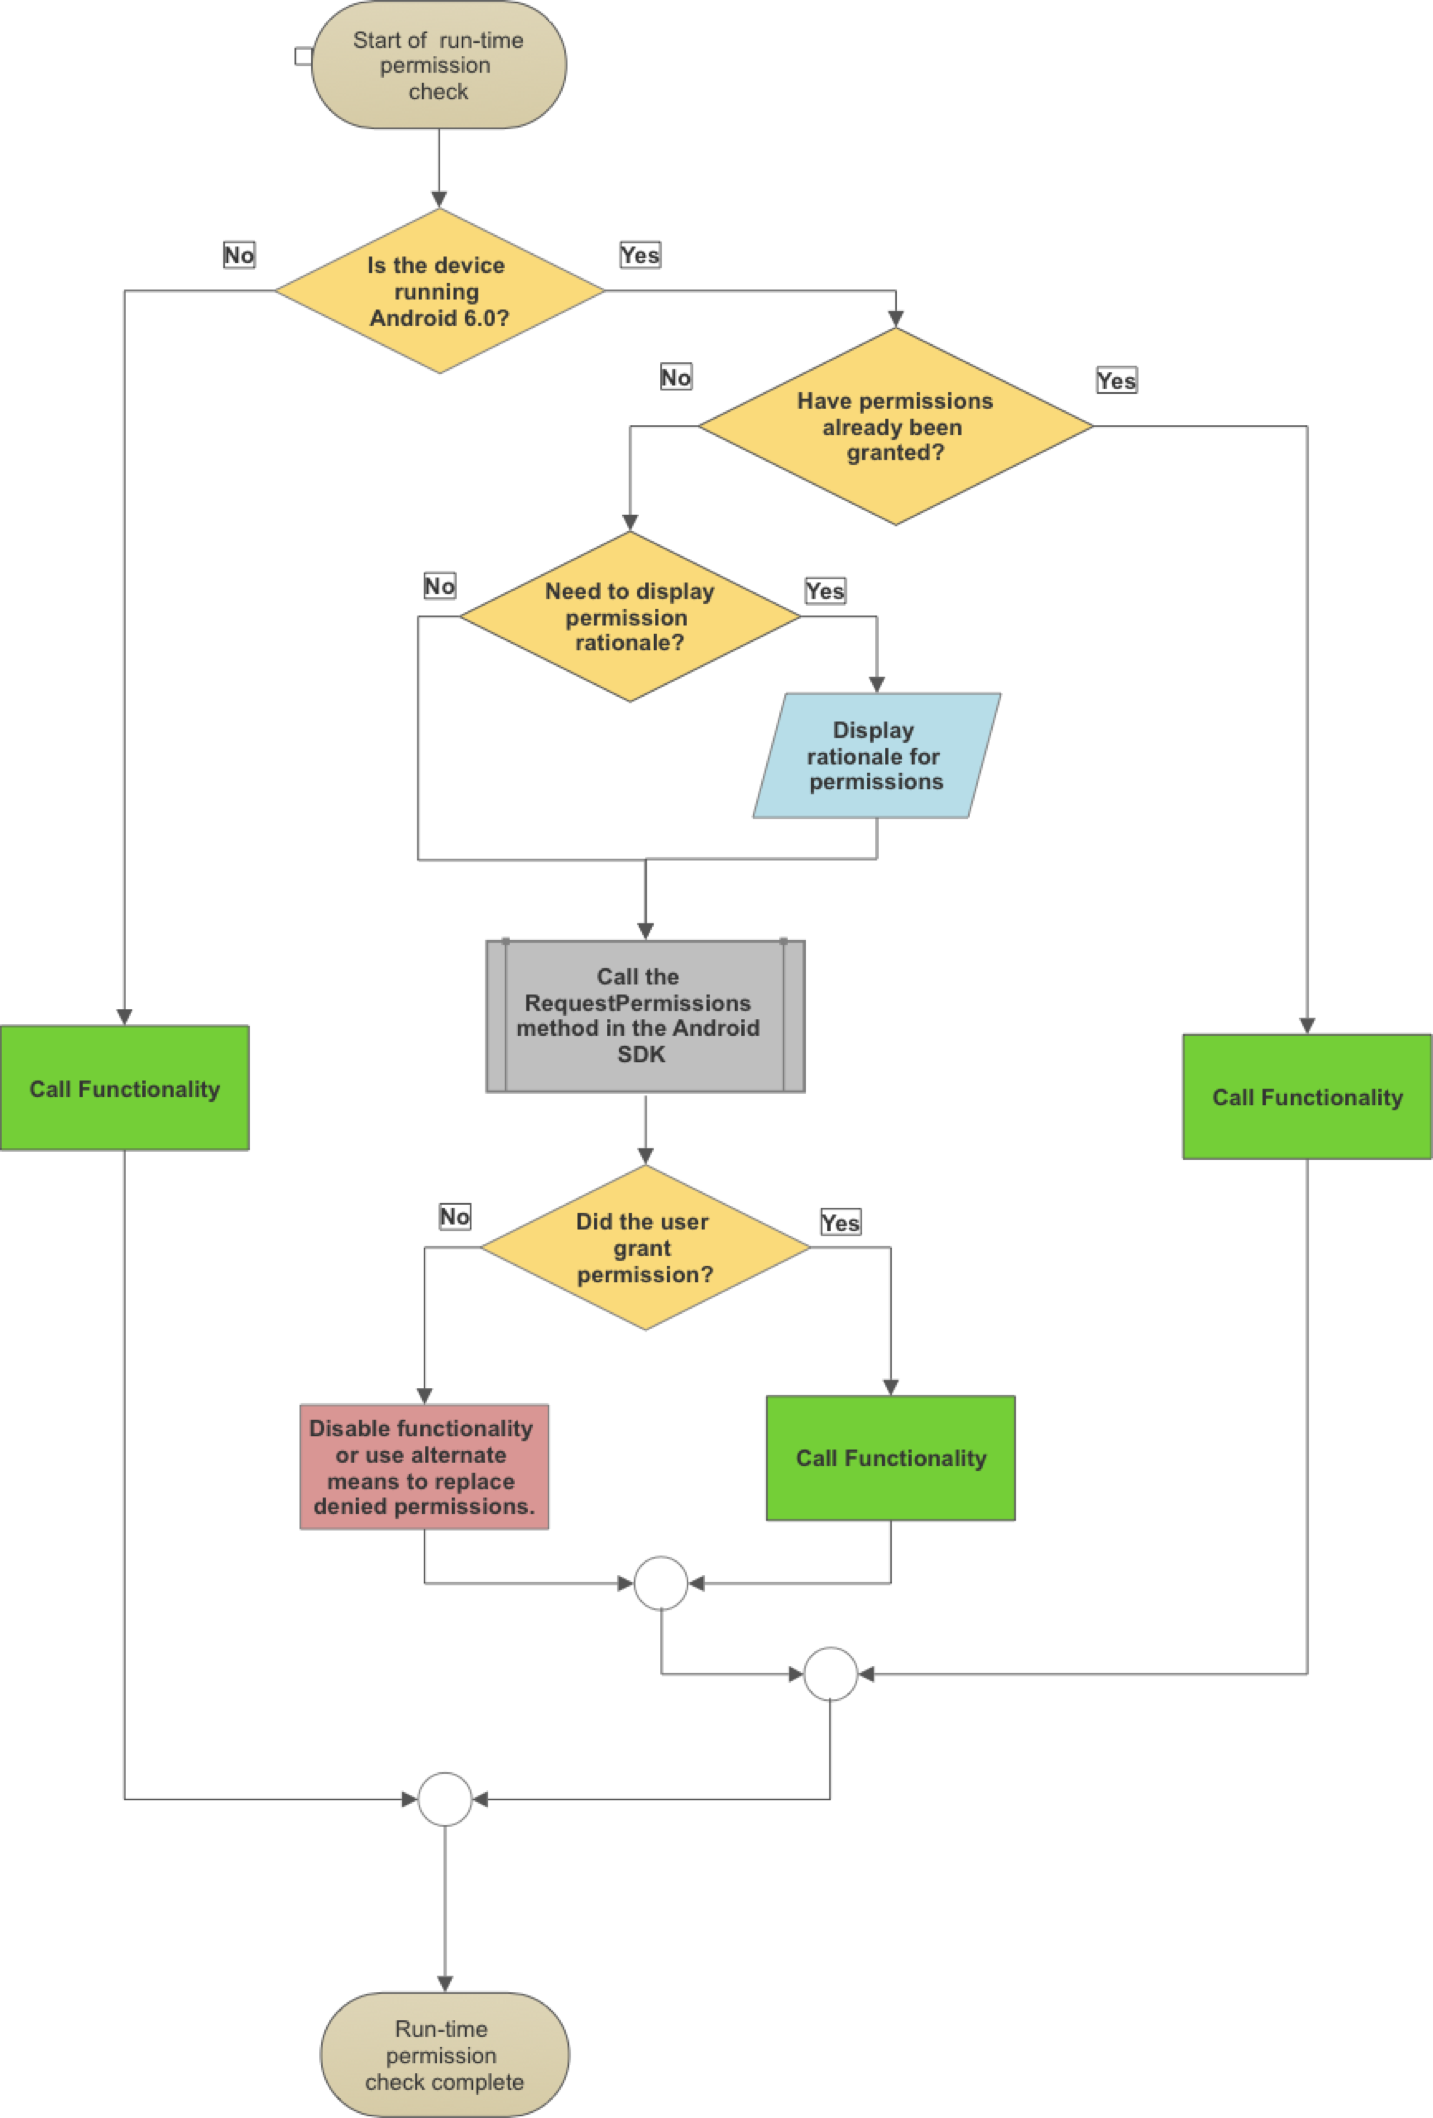 Start of run-time
permission
check
No
Yes
Is the device
running
Android 6.0?
No
Yes
Have permissions
already been
granted?
No
Yes
Need to display
permission
rationale?
Display
rationale for
permissions
Call the
RequestPermissions
method in the Android
SDK
Call Functionality
Call Functionality
No
Yes
Did the user
grant
permission?
Disable functionality
or use alternate
means to replace
denied permissions.
Call Functionality
Run-time
permission
check complete